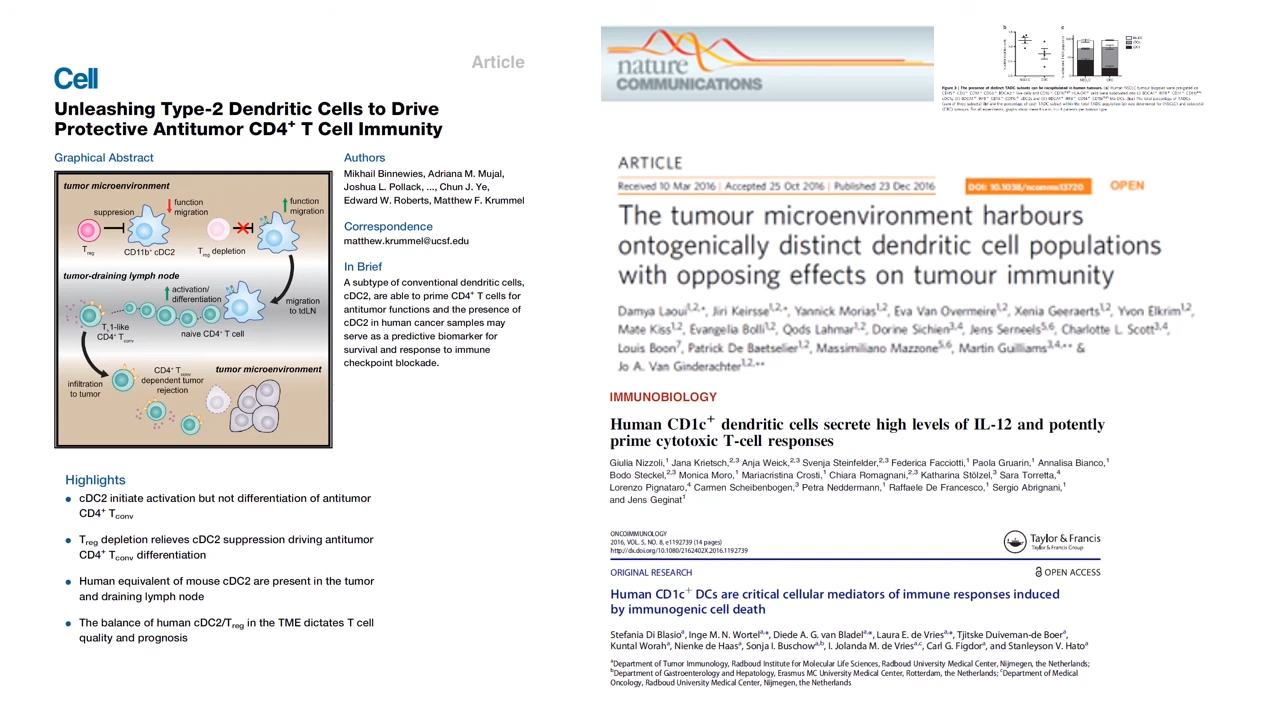 Article
Cell
Unleashing Type-2 Dendritic Cells to Drive
Protective Antitumor CD4+ T Cell Immunity
Graphical Abstract
tumor microenvironment
suppresion
function
migration
function
migration
Treg
CD11b+ cDC2
Treg depletion
tumor-draining lymph node
activation/
differentiation
migration
to tdLN
TH1-like
CD4+ Tconv
naive CD4+ T cell
infiltration
to tumor
CD4+ Tconv
dependent tumor
rejection
tumor microenvironment
Authors
Mikhail Binnewies, Adriana M. Mujal,
Joshua L. Pollack, ..., Chun J. Ye,
Edward W. Roberts, Matthew F. Krummel
Correspondence
matthew.krummel@ucsf.edu
In Brief
A subtype of conventional dendritic cells,
cDC2, are able to prime CD4+ T cells for
antitumor functions and the presence of
cDC2 in human cancer samples may
serve as a predictive biomarker for
survival and response to immune
checkpoint blockade.
Highlights
• cDC2 initiate activation but not differentiation of antitumor
CD4+ Tconv
• Treg depletion relieves cDC2 suppression driving antitumor
CD4+ Tconv differentiation
• Human equivalent of mouse cDC2 are present in the tumor
and draining lymph node
• The balance of human cDC2/Treg in the TME dictates T cell
quality and prognosis
nature
COMMUNICATIONS
b
c
NSCLC
CRC
NSCLC
CRC
ARTICLE
Received 10 Mar 2016 | Accepted 25 Oct 2016 | Published 23 Dec 2016
DOI: 10.1038/ncomms13720
OPEN
The tumour microenvironment harbours
ontogenically distinct dendritic cell populations
with opposing effects on tumour immunity
Damya Laoui1,2,*, Jiri Keirsse1,2,*, Yannick Morias1,2, Eva Van Overmeire1,2, Xenia Geeraerts1,2, Yvon Elkrim1,2,
Mate Kiss1,2, Evangelia Bolli1,2, Qods Lahmar1,2, Dorine Sichien3,4, Jens Serneels5,6, Charlotte L. Scott3,4,
Louis Boon7, Patrick De Baetselier1,2, Massimiliano Mazzone5,6, Martin Guilliams3,4,** &
Jo A. Van Ginderachter1,2,**
IMMUNOBIOLOGY
Human CD1c+ dendritic cells secrete high levels of IL-12 and potently
prime cytotoxic T-cell responses
Giulia Nizzoli,1 Jana Krietsch,2,3 Anja Weick,2,3 Svenja Steinfelder,2,3 Federica Facciotti,1 Paola Gruarin,1 Annalisa Bianco,1
Bodo Steckel,2,3 Monica Moro,1 Mariacristina Crosti,1 Chiara Romagnani,2,3 Katharina Stölzel,3 Sara Torretta,4
Lorenzo Pignataro,4 Carmen Scheibenbogen,3 Petra Neddermann,1 Raffaele De Francesco,1 Sergio Abrignani,1
and Jens Geginat1
ONCOIMMUNOLOGY
2016, VOL. 5, NO. 8, e1192739 (14 pages)
http://dx.doi.org/10.1080/2162402X.2016.1192739
Taylor & Francis
Taylor & Francis Group
ORIGINAL RESEARCH
OPEN ACCESS
Human CD1c+ DCs are critical cellular mediators of immune responses induced
by immunogenic cell death
Stefania Di Blasioa, Inge M. N. Wortela,*, Diede A. G. van Bladela,*, Laura E. de Vriesa,*, Tjitske Duiveman-de Boera,
Kuntal Woraha, Nienke de Haasa, Sonja I. Buschowa,b, I. Jolanda M. de Vriesa,c, Carl G. Figdora, and Stanleyson V. Hatoa
aDepartment of Tumor Immunology, Radboud Institute for Molecular Life Sciences, Radboud University Medical Center, Nijmegen, the Netherlands;
bDepartment of Gastroenterology and Hepatology, Erasmus MC University Medical Center, Rotterdam, the Netherlands; cDepartment of Medical
Oncology, Radboud University Medical Center, Nijmegen, the Netherlands